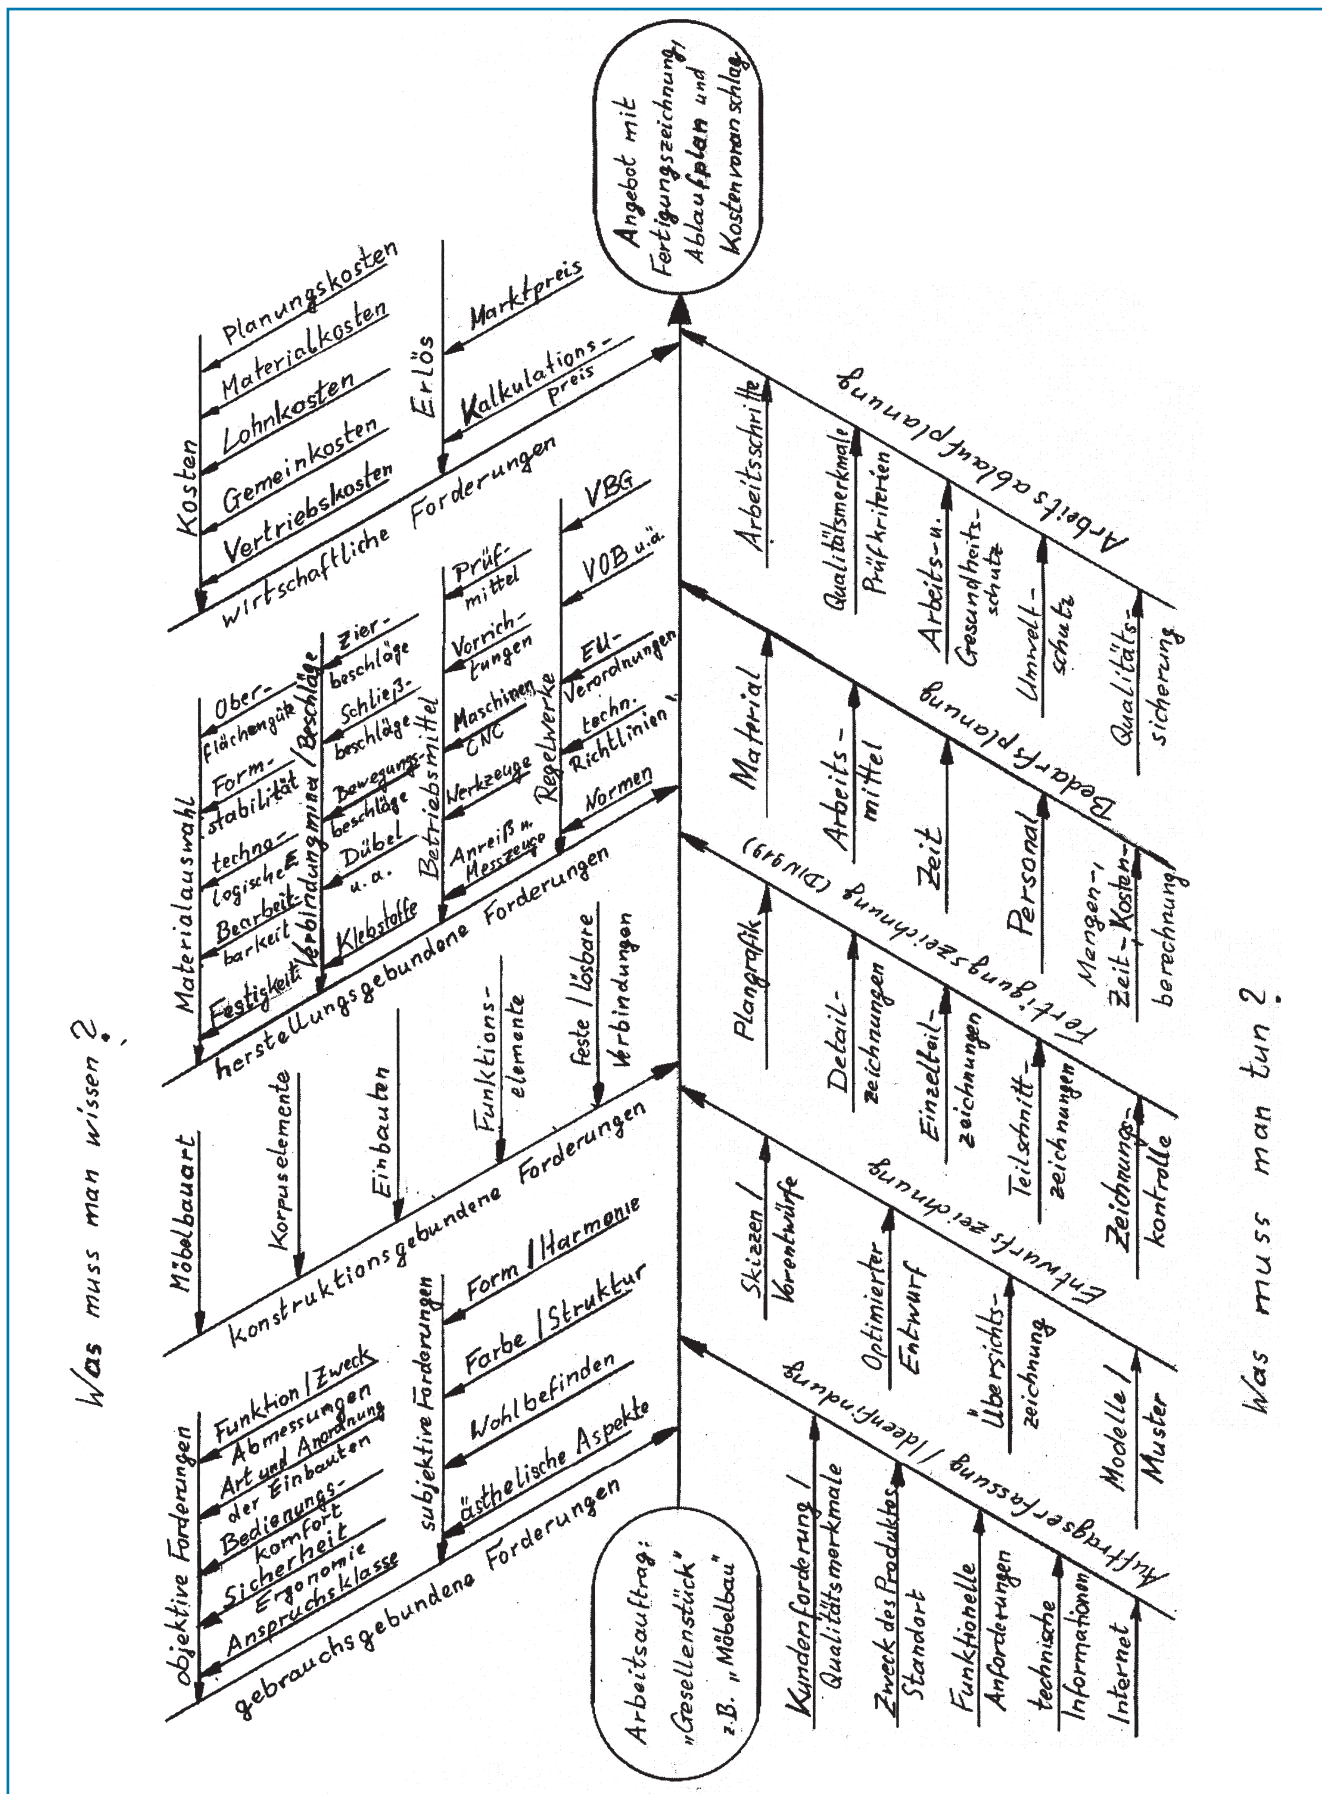 Was muss man wissen?
objektive Forderungen
Funktion/Zweck
Abmessungen
Art und Anordnung
der Einbauten
Bedienungs-
komfort
Sicherheit
Ergonomie
Anspruchsklasse
subjektive Forderungen
Form/Harmonie
Farbe/Struktur
Wohlbefinden
ästhetische Aspekte
gebrauchsgebundene Forderungen
Möbelbauart
Korpuselemente
Einbauten
Funktions-
elemente
feste/lösbare
Verbindungen
konstruktionsgebundene Forderungen
Materialauswahl
Ober-
flächengüte
Form-
stabilität
techno-
logische E
Bearbeit-
barkeit
Festigkeit
Verbindungsmittel/Beschläge
Zier-
beschläge
Schließ-
beschläge
Bewegungs-
beschläge
Dübel
u. a.
Klebstoffe
Betriebsmittel
Prüf-
mittel
Vorrich-
tungen
Maschinen
CNC
Werkzeuge
Anreiß u.
Messzeuge
Regelwerke
VBG
VOB u.ä.
EU-
Verordnungen
techn.
Richtlinien
Normen
herstellungsgebundene Forderungen
Kosten
Planungskosten
Materialkosten
Lohnkosten
Gemeinkosten
Vertriebskosten
Erlös
Marktpreis
Kalkulations-
preis
wirtschaftliche Forderungen
Arbeitsauftrag:
„Gesellenstück"
z.B. „Möbelbau"
Angebot mit
Fertigungszeichnung,
Ablaufplan und
Kostenvoranschlag
Auftragserfassung/Ideenfindung
Kundenforderung/
Qualitätsmerkmale
Zweck des Produktes
Standort
Funktionelle
Anforderungen
technische
Informationen
Internet
Entwurfszeichnung
Skizzen/
Vorentwürfe
Optimierter
Entwurf
Übersichts-
zeichnung
Modelle/
Muster
Fertigungszeichnung (DIN 919)
Plangrafik
Detail-
zeichnungen
Einzelteil-
zeichnungen
Teilschnitt-
zeichnungen
Zeichnungs-
kontrolle
Bedarfsplanung
Material
Arbeits-
mittel
Zeit
Personal
Mengen-,
Zeit-, Kosten-
berechnung
Arbeitsablaufplanung
Arbeitsschritte
Qualitätsmerkmale
Prüfkriterien
Arbeits- u.
Gesundheits-
schutz
Umwelt-
schutz
Qualitäts-
sicherung
Was muss man tun?